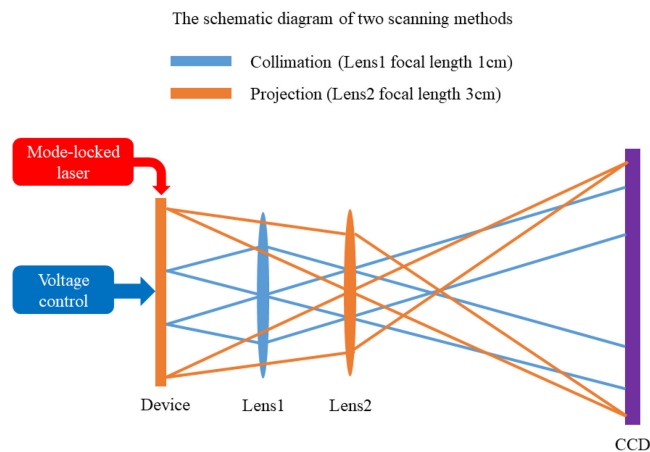 The schematic diagram of two scanning methods
Collimation (Lens1 focal length 1cm)
Projection (Lens2 focal length 3cm)
Mode-locked
laser
Voltage
control
Device
Lens1
Lens2
CCD